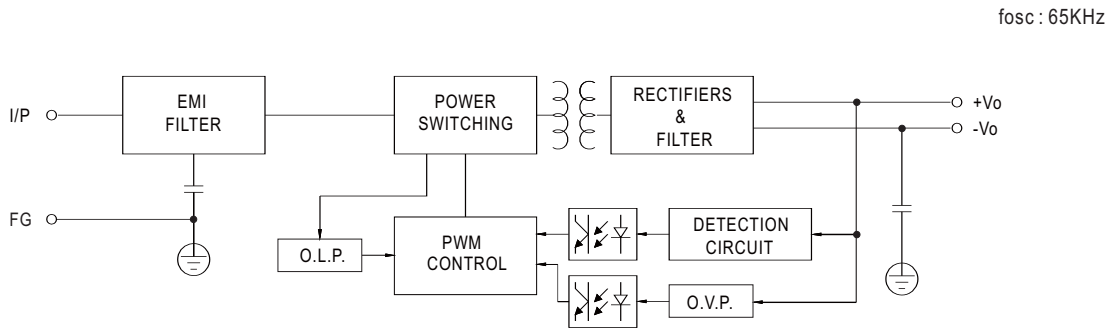 fosc : 65KHz
I/P
EMI
FILTER
POWER
SWITCHING
RECTIFIERS
&
FILTER
+Vo
-Vo
FG
O.L.P.
PWM
CONTROL
DETECTION
CIRCUIT
O.V.P.